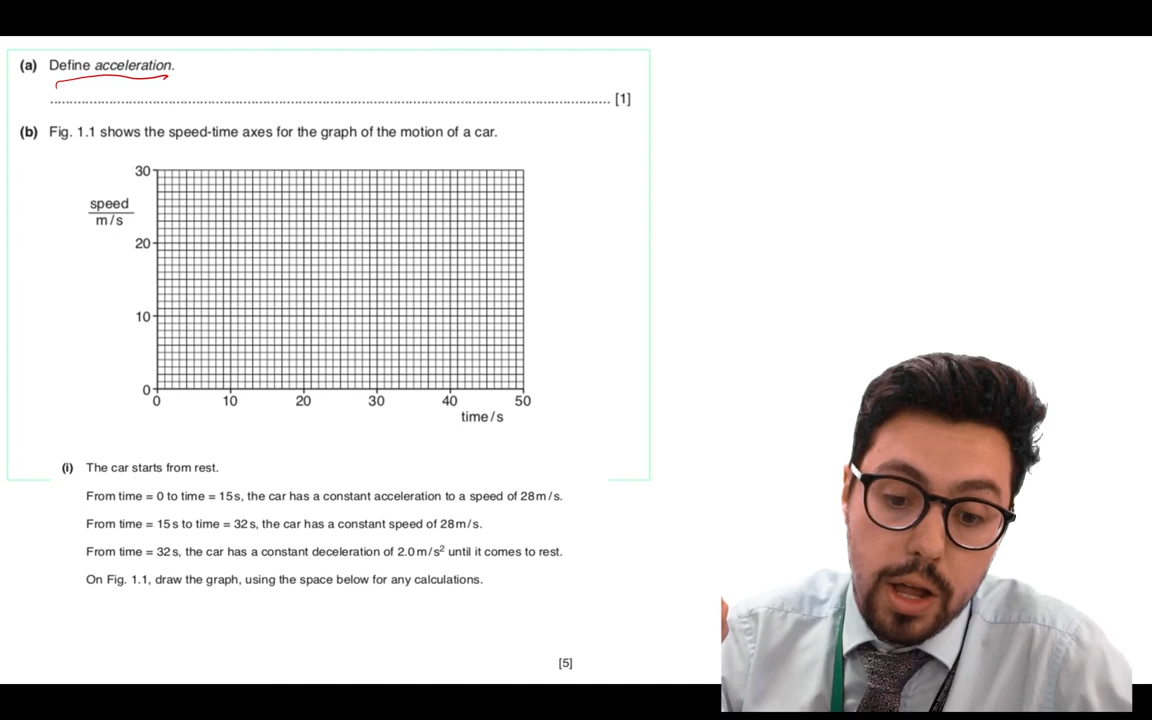 (a) Define acceleration.
........................................................................................................................................ [1]
(b) Fig. 1.1 shows the speed-time axes for the graph of the motion of a car.
30
speed
m/s
20
10
0
0 10 20 30 40 50
time/s
(i) The car starts from rest.
From time = 0 to time = 15 s, the car has a constant acceleration to a speed of 28 m/s.
From time = 15 s to time = 32 s, the car has a constant speed of 28 m/s.
From time = 32 s, the car has a constant deceleration of 2.0 m/s² until it comes to rest.
On Fig. 1.1, draw the graph, using the space below for any calculations.
[5]